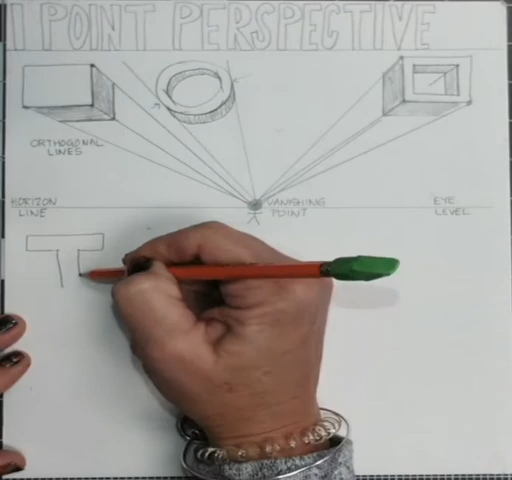 1 POINT PERSPECTIVE
ORTHOGONAL
LINES
HORIZON
LINE
VANISHING
POINT
EYE
LEVEL
T